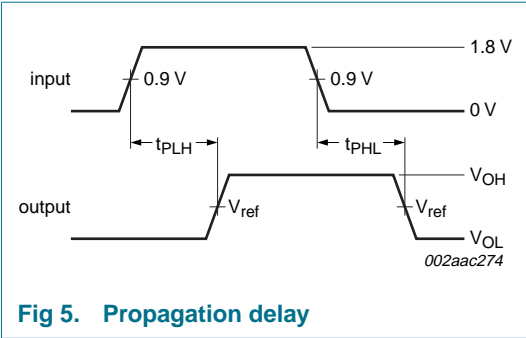 1.8 V
input
0.9 V
0.9 V
0 V
tPLH
tPHL
VOH
output
Vref
Vref
VOL
002aac274
Fig 5. Propagation delay